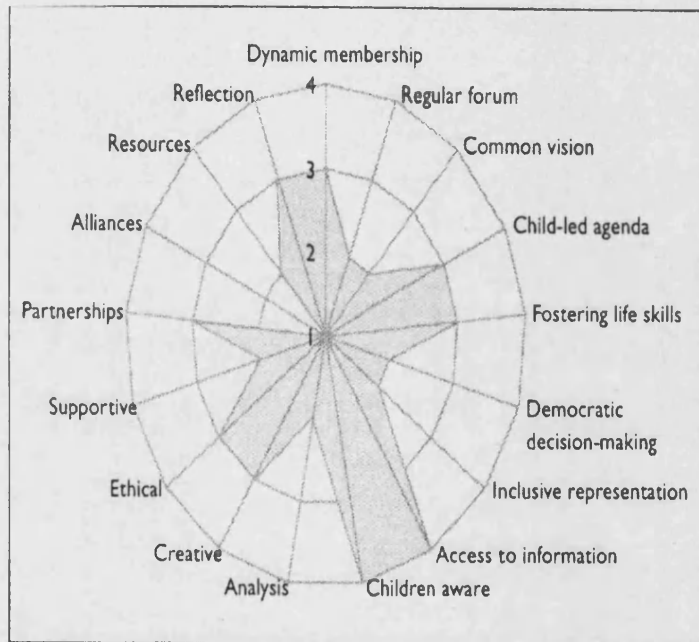 Dynamic membership
Reflection
4
Regular forum
Resources
Common vision
3
Alliances
Child-led agenda
2
Partnerships
Fostering life skills
1
Supportive
Democratic
decision-making
Ethical
Inclusive representation
Creative
Access to information
Analysis
Children aware